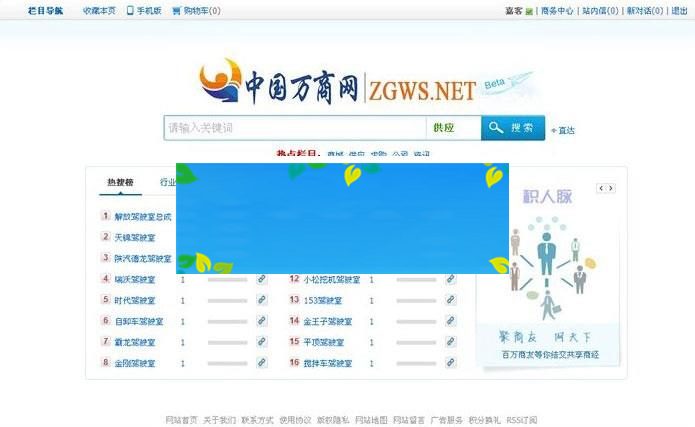 栏目导航 收藏本页 手机版 购物车(0) 嘉客 | 商务中心 | 站内信(0) | 新对话(0) | 退出
中国万商网 ZGWS.NET Beta
请输入关键词 供应 搜索 +直达
热点栏目: 商城 供应 求购 公司 资讯
热搜榜 行业
积人脉
1 解放驾驶室总成
2 天锦驾驶室
3 陕汽德龙驾驶室
4 瑞沃驾驶室 1 12 小松挖机驾驶室 1
5 时代驾驶室 1 13 153驾驶室 1
6 自卸车驾驶室 1 14 金王子驾驶室 1
7 霸龙驾驶室 1 15 平顶驾驶室 1
8 金刚驾驶室 1 16 搅拌车驾驶室 1
聚商友 网天下
百万商友等你结交共享商经
网站首页 关于我们 联系方式 使用协议 版权隐私 网站地图 网站留言 广告服务 积分换礼 RSS订阅